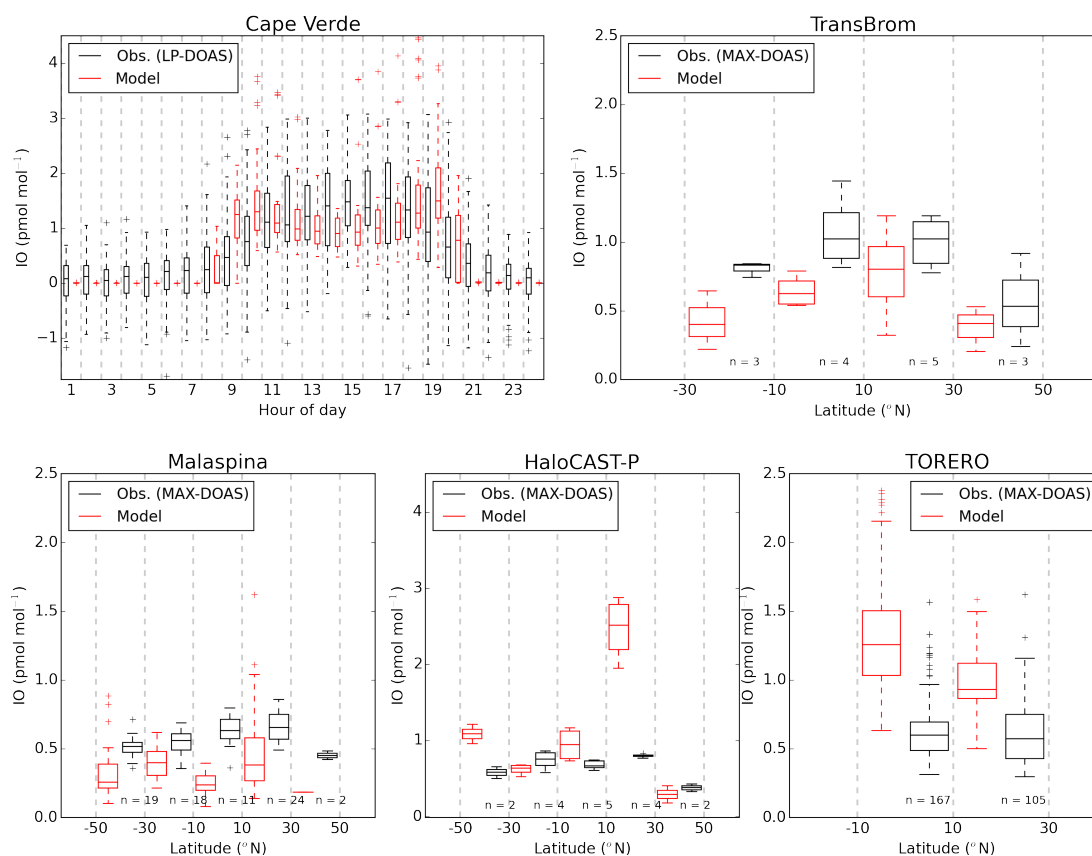 Cape Verde
Obs. (LP-DOAS)
Model
IO (pmol mol⁻¹)
4
3
2
1
0
−1
1 3 5 7 9 11 13 15 17 19 21 23
Hour of day
TransBrom
Obs. (MAX-DOAS)
Model
IO (pmol mol⁻¹)
2.5
2.0
1.5
1.0
0.5
0.0
n = 3 n = 4 n = 5 n = 3
-30 -10 10 30 50
Latitude (°N)
Malaspina
Obs. (MAX-DOAS)
Model
IO (pmol mol⁻¹)
2.5
2.0
1.5
1.0
0.5
0.0
n = 19 n = 18 n = 11 n = 24 n = 2
-50 -30 -10 10 30 50
Latitude (°N)
HaloCAST-P
Obs. (MAX-DOAS)
Model
IO (pmol mol⁻¹)
4
3
2
1
0
n = 2 n = 4 n = 5 n = 4 n = 2
-50 -30 -10 10 30 50
Latitude (°N)
TORERO
Obs. (MAX-DOAS)
Model
IO (pmol mol⁻¹)
2.5
2.0
1.5
1.0
0.5
0.0
n = 167 n = 105
-10 10 30
Latitude (°N)